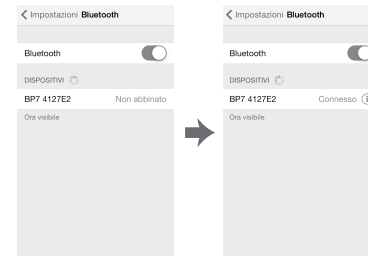 Impostazioni Bluetooth
Bluetooth
DISPOSITIVI
BP7 4127E2 Non abbinato
Ora visibile
Impostazioni Bluetooth
Bluetooth
DISPOSITIVI
BP7 4127E2 Connesso i
Ora visibile